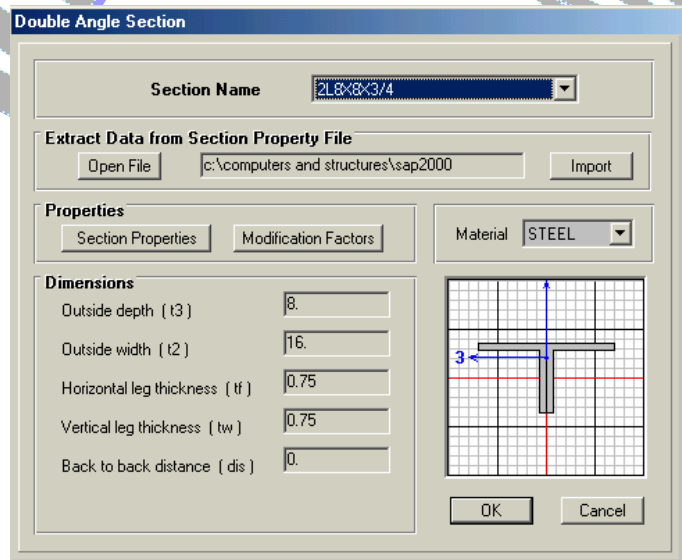 Double Angle Section
Section Name 2L8X8X3/4
Extract Data from Section Property File
Open File c:\computers and structures\sap2000 Import
Properties
Section Properties Modification Factors Material STEEL
Dimensions
Outside depth ( t3 ) 8.
Outside width ( t2 ) 16.
Horizontal leg thickness ( tf ) 0.75
Vertical leg thickness ( tw ) 0.75
Back to back distance ( dis ) 0.
3
OK Cancel